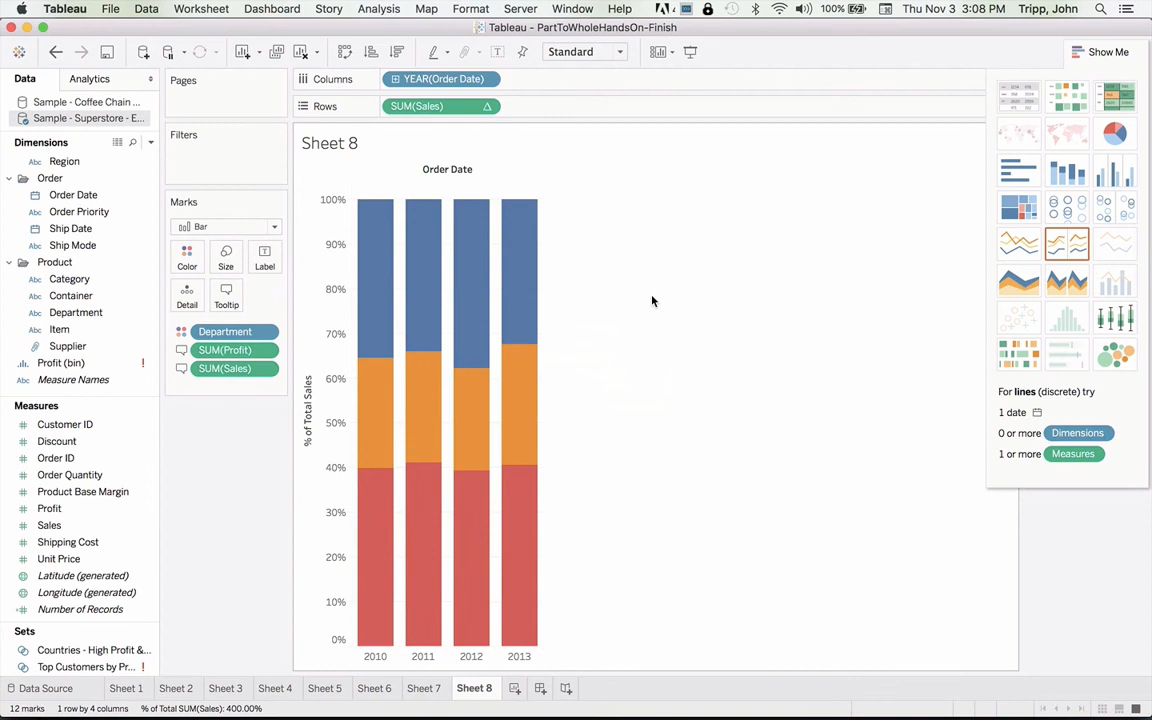 Tableau File Data Worksheet Dashboard Story Analysis Map Format Server Window Help 100% Thu Nov 3 3:08 PM Tripp, John
Tableau - PartToWholeHandsOn-Finish
Standard
Show Me
Data Analytics
Sample - Coffee Chain ...
Sample - Superstore - E...
Dimensions
Abc Region
Order
Order Date
Abc Order Priority
Ship Date
Abc Ship Mode
Product
Abc Category
Abc Container
Abc Department
Abc Item
Supplier
Profit (bin) !
Abc Measure Names
Measures
# Customer ID
# Discount
# Order ID
# Order Quantity
# Product Base Margin
# Profit
# Sales
# Shipping Cost
# Unit Price
Latitude (generated)
Longitude (generated)
# Number of Records
Sets
Countries - High Profit &...
Top Customers by Pr... !
Pages
Filters
Marks
Bar
Color Size Label
Detail Tooltip
Department
SUM(Profit)
SUM(Sales)
Columns YEAR(Order Date)
Rows SUM(Sales)
Sheet 8
Order Date
100%
90%
80%
70%
60%
50%
40%
30%
20%
10%
0%
% of Total Sales
2010 2011 2012 2013
For lines (discrete) try
1 date
0 or more Dimensions
1 or more Measures
Data Source Sheet 1 Sheet 2 Sheet 3 Sheet 4 Sheet 5 Sheet 6 Sheet 7 Sheet 8
12 marks 1 row by 4 columns % of Total SUM(Sales): 400.00%